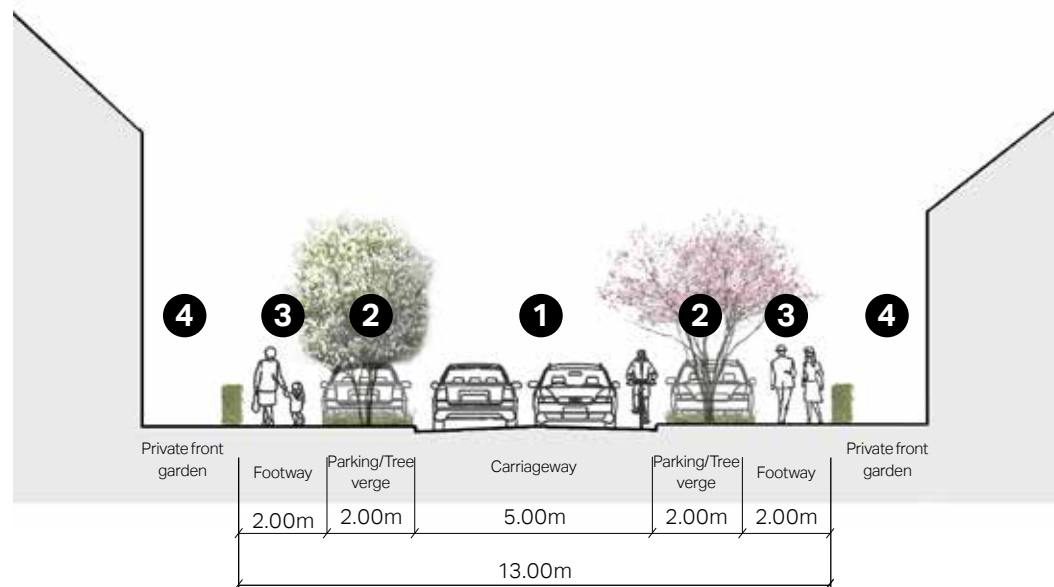 4
3
2
1
2
3
4
Private front
garden
Footway
Parking/Tree
verge
Carriageway
Parking/Tree
verge
Footway
Private front
garden
2.00m
2.00m
5.00m
2.00m
2.00m
13.00m